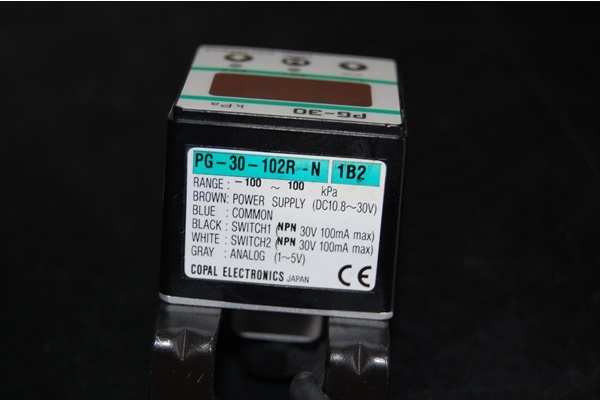 PG-30
kPa
PG-30-102R-N 1B2
RANGE : -100 ~ 100 kPa
BROWN: POWER SUPPLY (DC10.8~30V)
BLUE : COMMON
BLACK : SWITCH1 (NPN 30V 100mA max)
WHITE : SWITCH2 (NPN 30V 100mA max)
GRAY : ANALOG (1~5V)
COPAL ELECTRONICS JAPAN CE